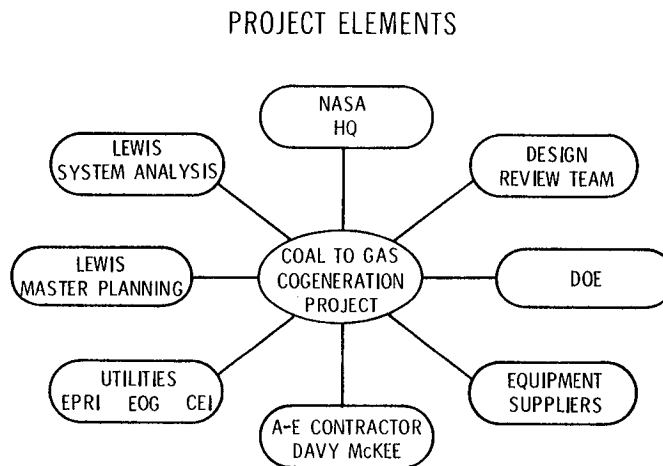 PROJECT ELEMENTS
NASA
HQ
LEWIS
SYSTEM ANALYSIS
DESIGN
REVIEW TEAM
COAL TO GAS
COGENERATION
PROJECT
LEWIS
MASTER PLANNING
DOE
UTILITIES
EPRI EOG CEI
EQUIPMENT
SUPPLIERS
A-E CONTRACTOR
DAVY McKEE